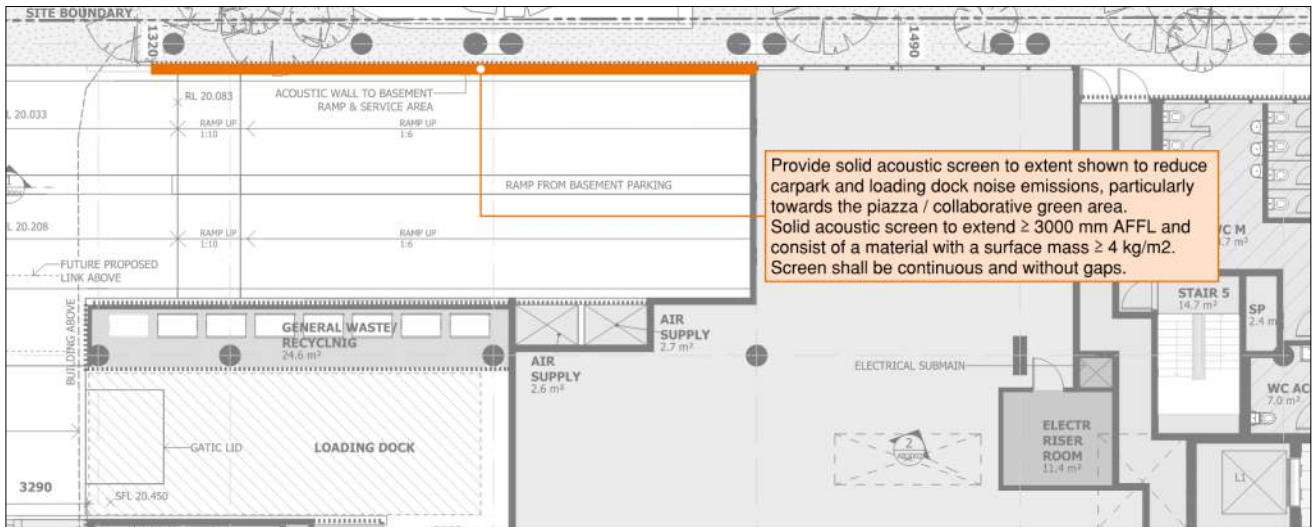 SITE BOUNDARY
1320
1490
RL 20.083
ACOUSTIC WALL TO BASEMENT
RAMP & SERVICE AREA
L 20.033
RAMP UP
1:10
RAMP UP
1:6
RAMP FROM BASEMENT PARKING
Provide solid acoustic screen to extent shown to reduce
carpark and loading dock noise emissions, particularly
towards the piazza / collaborative green area.
Solid acoustic screen to extend ≥ 3000 mm AFFL and
consist of a material with a surface mass ≥ 4 kg/m2.
Screen shall be continuous and without gaps.
C M
.7 m²
L 20.208
RAMP UP
1:10
RAMP UP
1:6
FUTURE PROPOSED
LINK ABOVE
BUILDING ABOVE
GENERAL WASTE/
RECYCLNIG
24.6 m²
AIR
SUPPLY
2.7 m²
AIR
SUPPLY
2.6 m²
STAIR 5
14.7 m²
SP
2.4 m
ELECTRICAL SUBMAIN
WC AC
7.0 m²
GATIC LID
LOADING DOCK
ELECTR
RISER
ROOM
11.4 m²
2
3290
SFL 20.450
L1